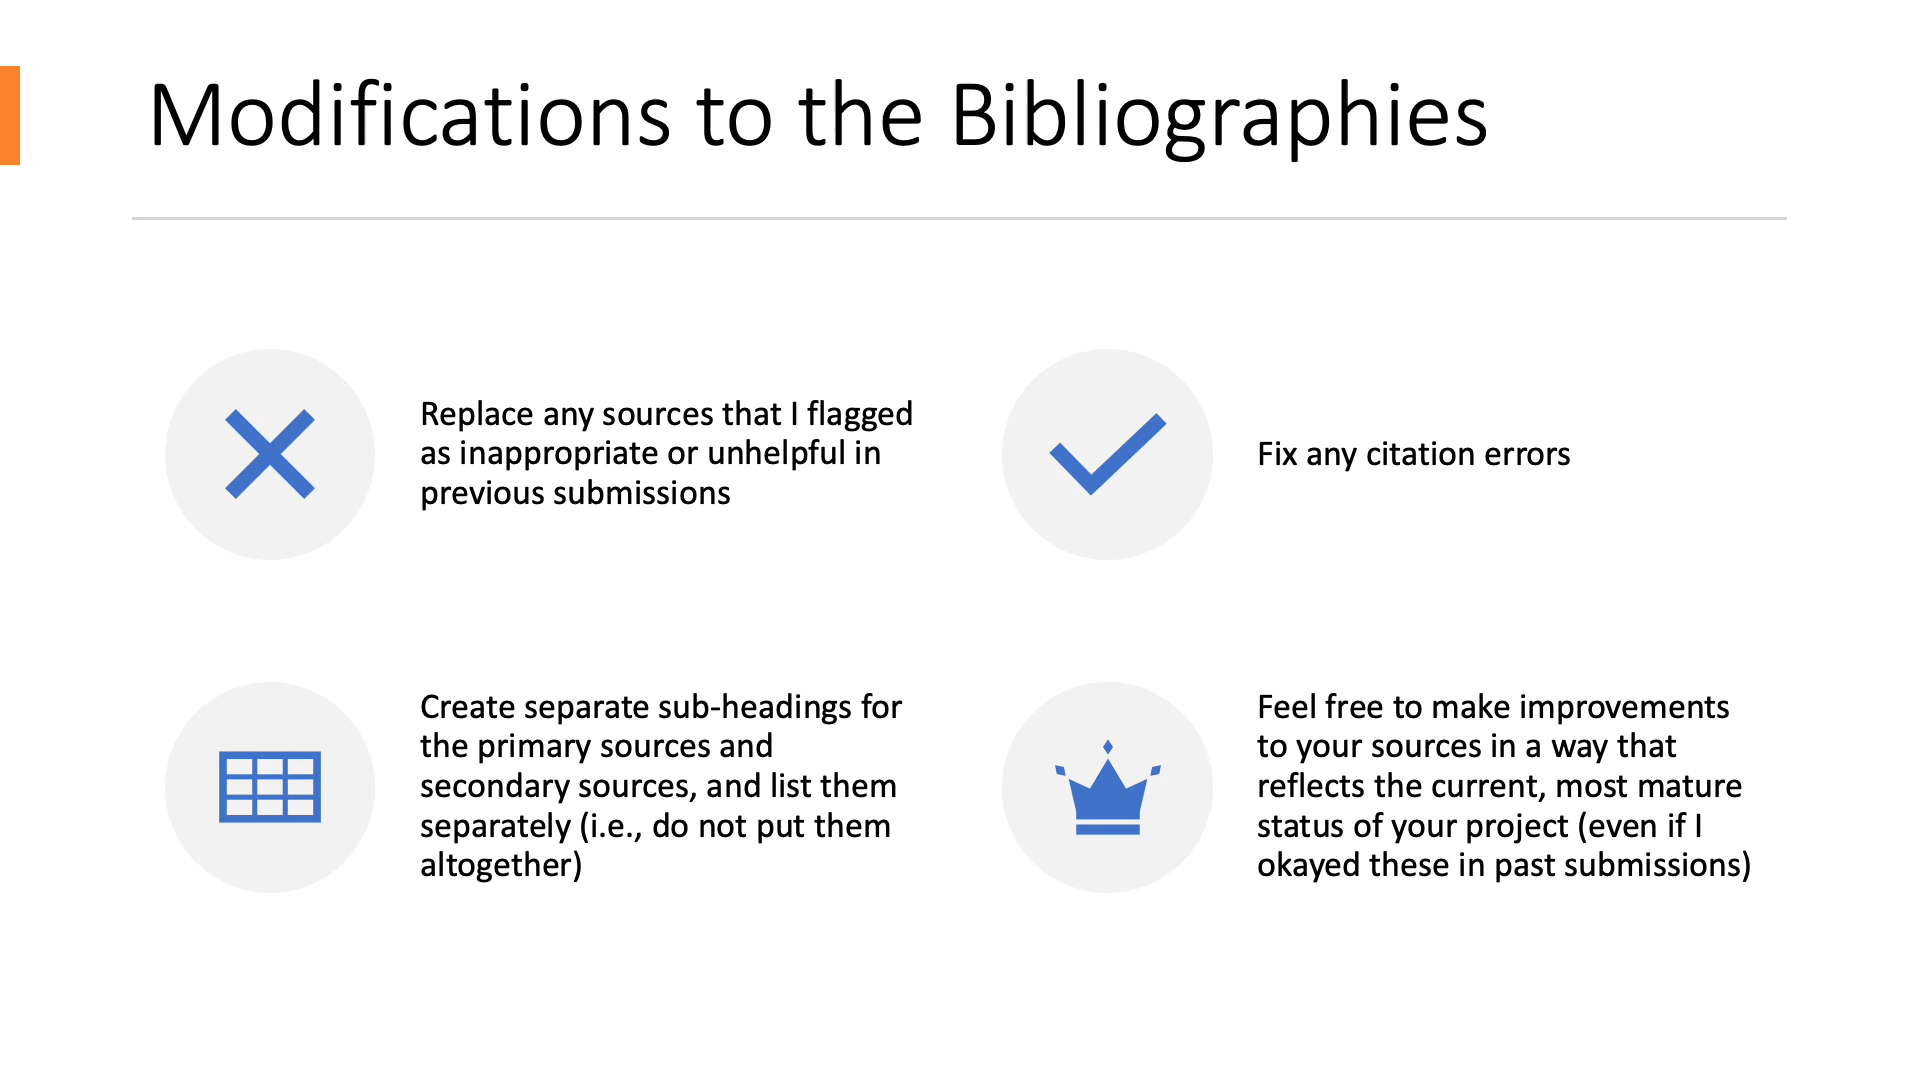 Modifications to the Bibliographies
Replace any sources that I flagged
as inappropriate or unhelpful in
previous submissions
Fix any citation errors
Create separate sub-headings for
the primary sources and
secondary sources, and list them
separately (i.e., do not put them
altogether)
Feel free to make improvements
to your sources in a way that
reflects the current, most mature
status of your project (even if I
okayed these in past submissions)